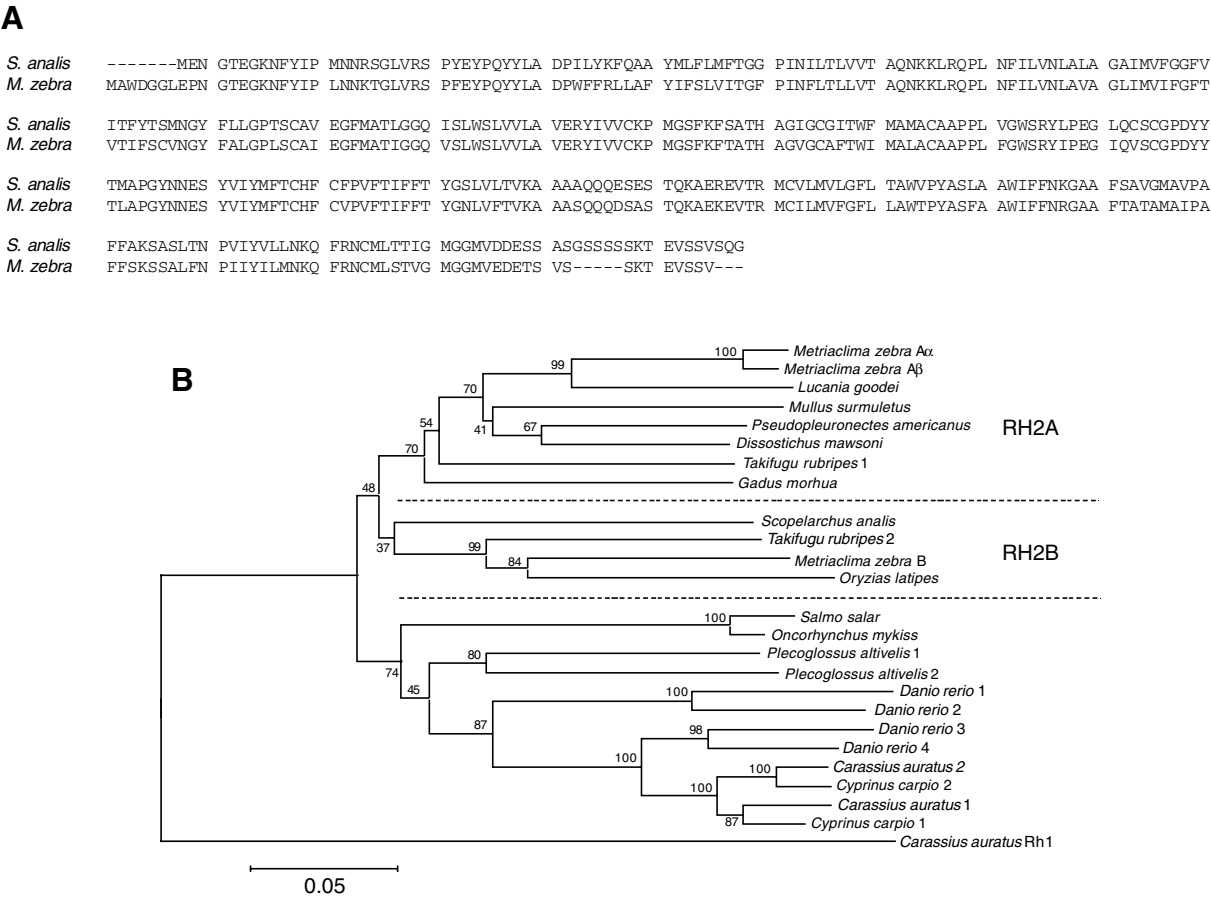 A
S. analis -------MEN GTEGKNFYIP MNNRSGLVRS PYEYPQYYLA DPILYKFQAA YMLFLMFTGG PINILTLVVT AQNKKLRQPL NFILVNLALA GAIMVFGGFV
M. zebra MAWDGGLEPN GTEGKNFYIP LNNKTGLVRS PFEYPQYYLA DPWFFRLLAF YIFSLVITGF PINFLTLLVT AQNKKLRQPL NFILVNLAVA GLIMVIFGFT
S. analis ITFYTSMNGY FLLGPTSCAV EGFMATLGGQ ISLWSLVVLA VERYIVVCKP MGSFKFSATH AGIGCGITWF MAMACAAPPL VGWSRYLPEG LQCSCGPDYY
M. zebra VTIFSCVNGY FALGPLSCAI EGFMATIGGQ VSLWSLVVLA VERYIVVCKP MGSFKFTATH AGVGCAFTWI MALACAAPPL FGWSRYIPEG IQVSCGPDYY
S. analis TMAPGYNNES YVIYMFTCHF CFPVFTIFFT YGSLVLTVKA AAAQQQESES TQKAEREVTR MCVLMVLGFL TAWVPYASLA AWIFFNKGAA FSAVGMAVPA
M. zebra TLAPGYNNES YVIYMFTCHF CVPVFTIFFT YGNLVFTVKA AASQQQDSAS TQKAEKEVTR MCILMVFGFL LAWTPYASFA AWIFFNRGAA FTATAMAIPA
S. analis FFAKSASLTN PVIYVLLNKQ FRNCMLTTIG MGGMVDDESS ASGSSSSSKT EVSSVSQG
M. zebra FFSKSSALFN PIIYILMNKQ FRNCMLSTVG MGGMVEDETS VS-----SKT EVSSV---
B
100 Metriaclima zebra Aα
99 Metriaclima zebra Aβ
Lucania goodei
70
Mullus surmuletus
41 67 Pseudopleuronectes americanus
RH2A
54
Dissostichus mawsoni
70
Takifugu rubripes 1
Gadus morhua
48
Scopelarchus analis
37 99 Takifugu rubripes 2
RH2B
84 Metriaclima zebra B
Oryzias latipes
100 Salmo salar
Oncorhynchus mykiss
74 80 Plecoglossus altivelis 1
Plecoglossus altivelis 2
45 100 Danio rerio 1
Danio rerio 2
87 98 Danio rerio 3
Danio rerio 4
100 100 Carassius auratus 2
Cyprinus carpio 2
100
Carassius auratus 1
87 Cyprinus carpio 1
Carassius auratus Rh1
0.05